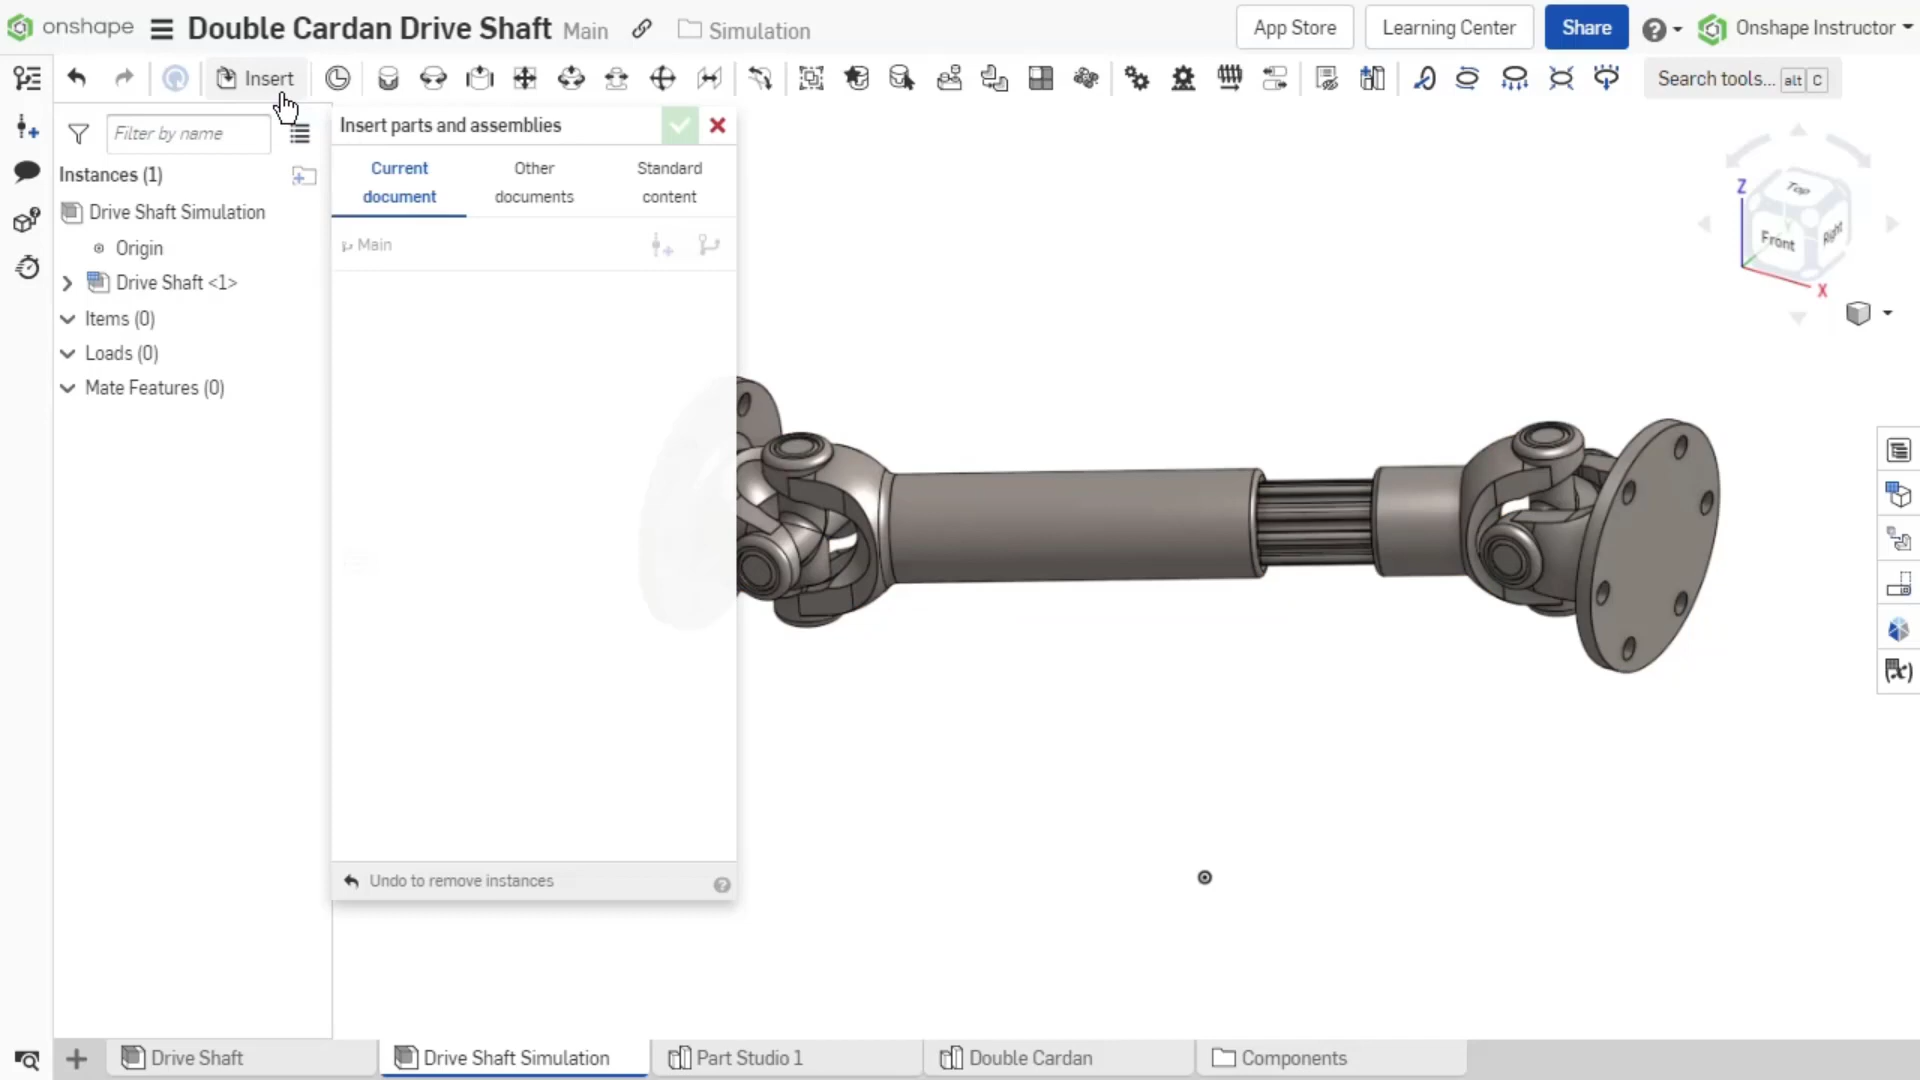 onshape Double Cardan Drive Shaft Main Simulation App Store Learning Center Share Onshape Instructor
Insert Search tools... alt C
Filter by name
Instances (1)
Drive Shaft Simulation
Origin
Drive Shaft <1>
Items (0)
Loads (0)
Mate Features (0)
Insert parts and assemblies
Current document
Other documents
Standard content
Main
Undo to remove instances
Top
Front
Right
Z
X
Drive Shaft
Drive Shaft Simulation
Part Studio 1
Double Cardan
Components